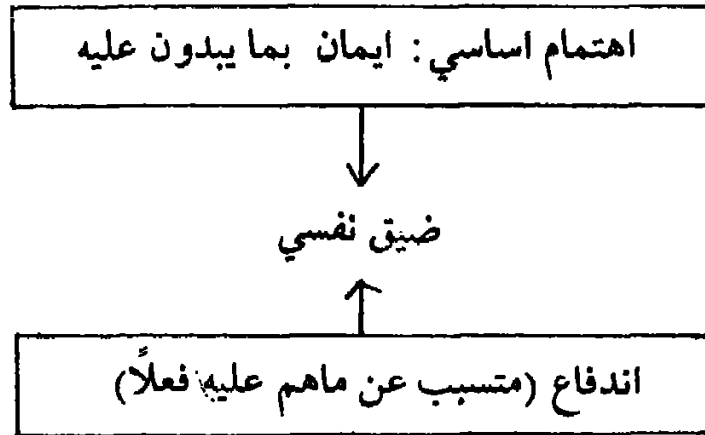 اهتمام اساسي : ايمان بما يبدون عليه
ضيق نفسي
اندفاع (متسبب عن ماهم عليه فعلاً)